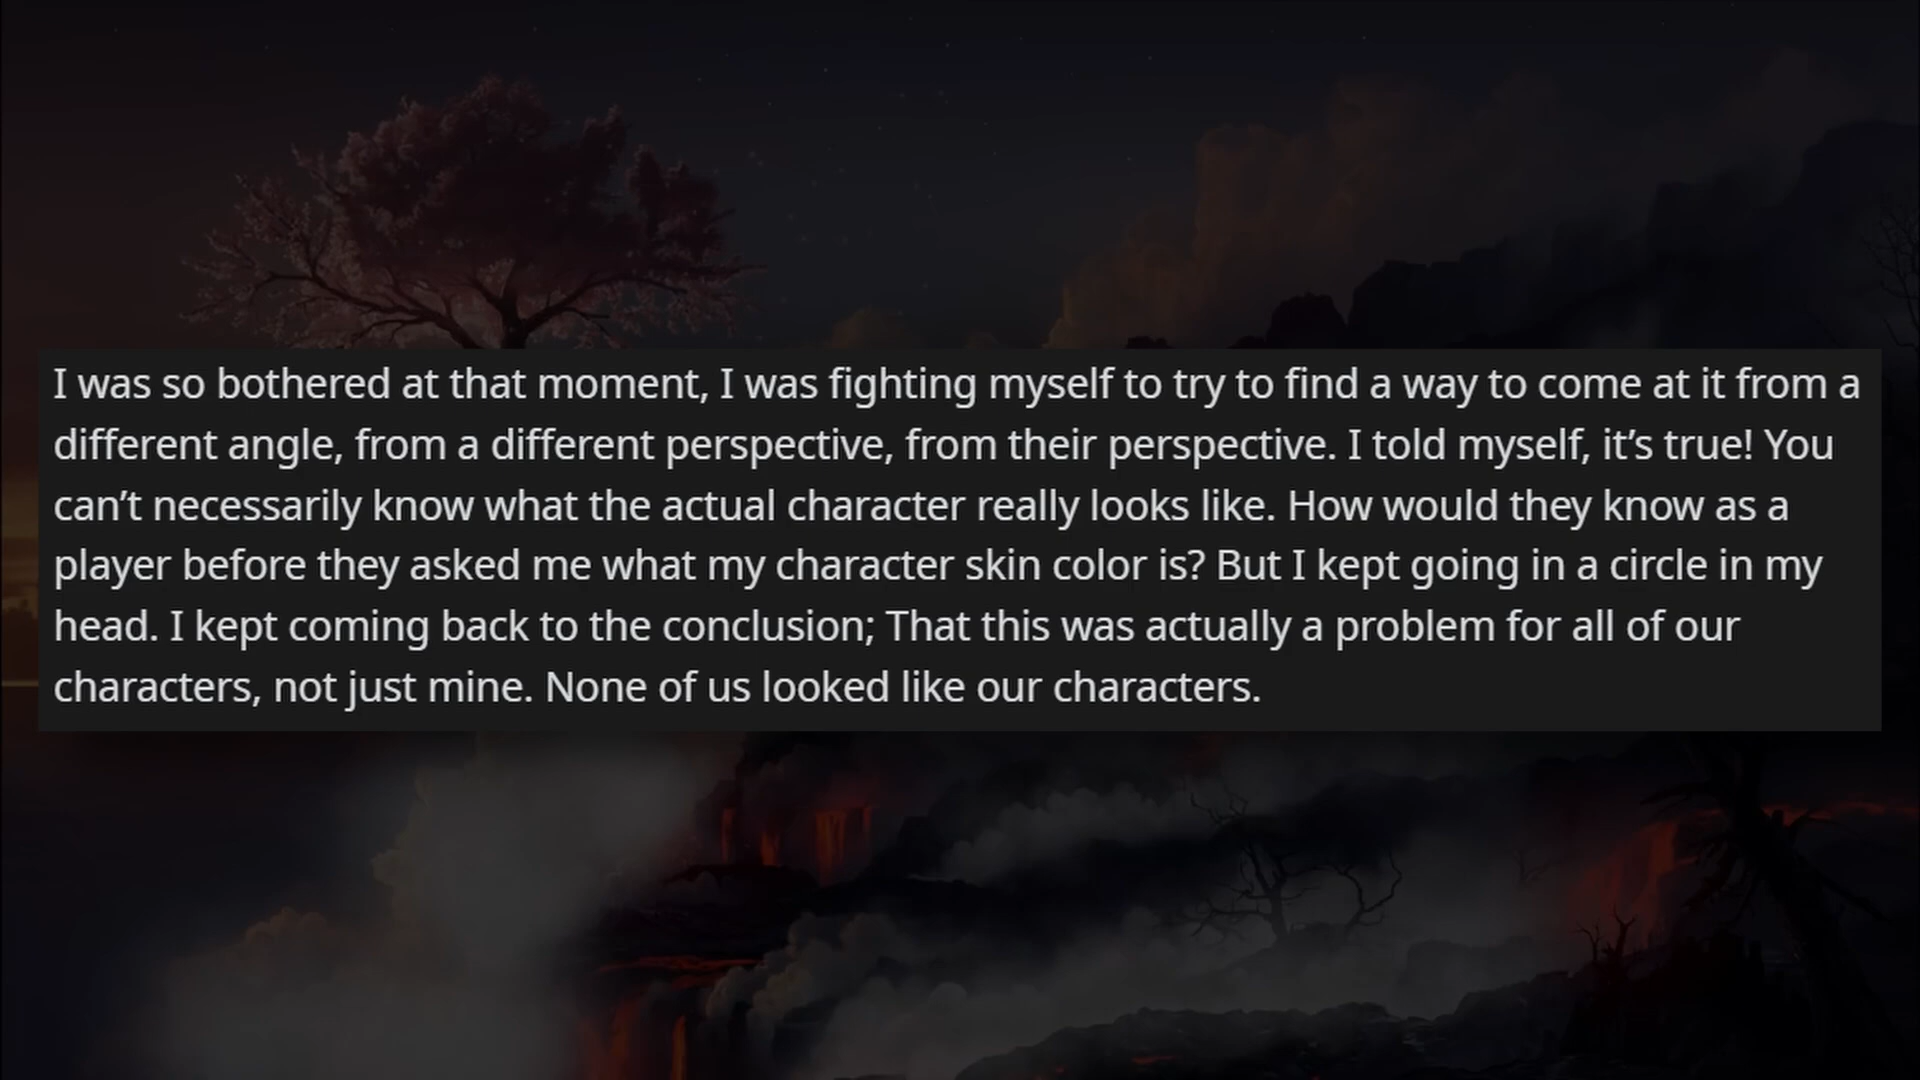 I was so bothered at that moment, I was fighting myself to try to find a way to come at it from a
different angle, from a different perspective, from their perspective. I told myself, it’s true! You
can’t necessarily know what the actual character really looks like. How would they know as a
player before they asked me what my character skin color is? But I kept going in a circle in my
head. I kept coming back to the conclusion; That this was actually a problem for all of our
characters, not just mine. None of us looked like our characters.